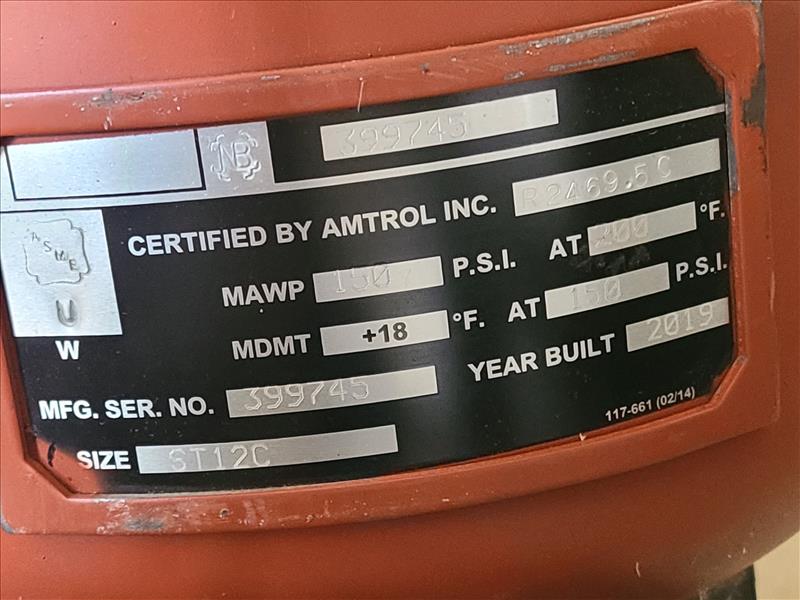 NB 399745
CERTIFIED BY AMTROL INC. R2469.5C
ASME
U
W
MAWP 150 P.S.I. AT 200 °F.
MDMT +18 °F. AT 150 P.S.I.
MFG. SER. NO. 399745 YEAR BUILT 2019
SIZE ST12C
117-661 (02/14)